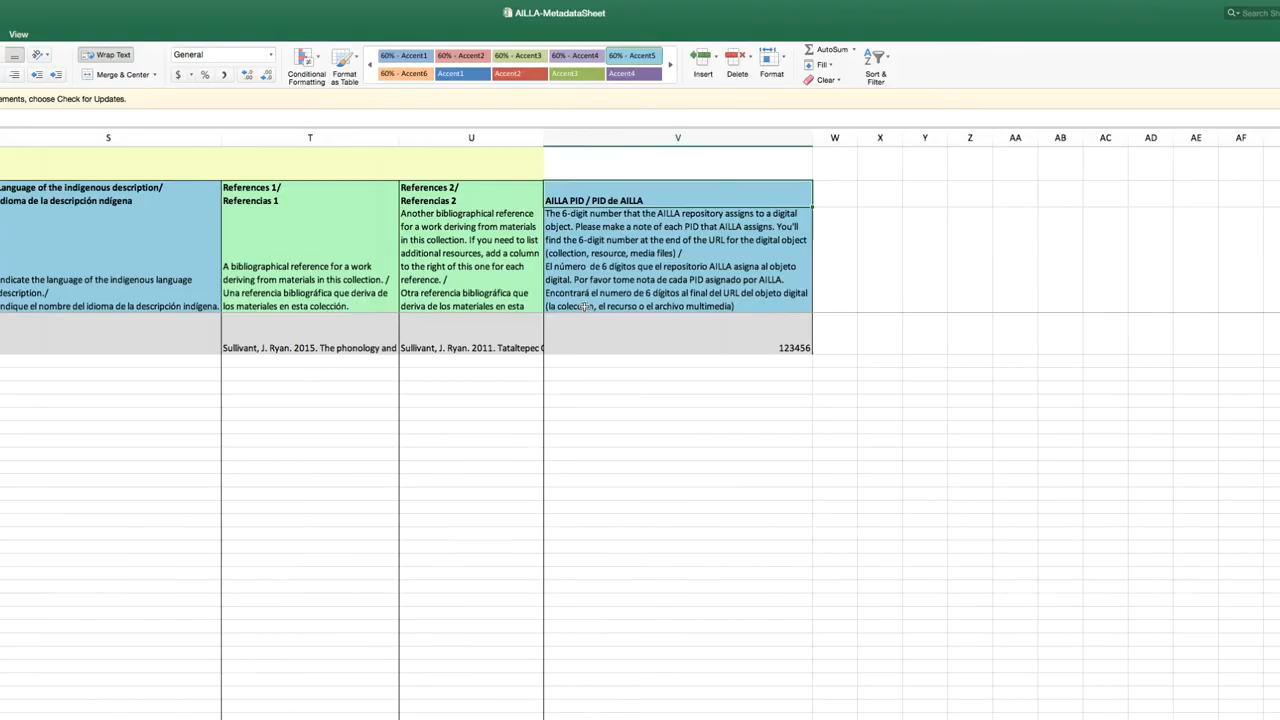 AILLA-MetadataSheet
Search
View
Wrap Text
General
Merge & Center
$ % ,
Conditional Formatting
Format as Table
60% - Accent1
60% - Accent2
60% - Accent3
60% - Accent4
60% - Accent5
60% - Accent6
Accent1
Accent2
Accent3
Accent4
Insert
Delete
Format
AutoSum
Fill
Clear
Sort & Filter
ements, choose Check for Updates.
S T U V W X Y Z AA AB AC AD AE AF
Language of the indigenous description/
dioma de la descripción ndígena
References 1/
Referencias 1
References 2/
Referencias 2
AILLA PID / PID de AILLA
ndicate the language of the indigenous language
description./
ndique el nombre del idioma de la descripción indígena.
A bibliographical reference for a work
deriving from materials in this collection. /
Una referencia bibliográfica que deriva de
los materiales en esta colección.
Another bibliographical reference
for a work deriving from materials
in this collection. If you need to list
additional resources, add a column
to the right of this one for each
reference. /
Otra referencia bibliográfica que
deriva de los materiales en esta
The 6-digit number that the AILLA repository assigns to a digital
object. Please make a note of each PID that AILLA assigns. You'll
find the 6-digit number at the end of the URL for the digital object
(collection, resource, media files) /
El número de 6 dígitos que el repositorio AILLA asigna al objeto
digital. Por favor tome nota de cada PID asignado por AILLA.
Encontrará el numero de 6 dígitos al final del URL del objeto digital
(la colección, el recurso o el archivo multimedia)
Sullivant, J. Ryan. 2015. The phonology and
Sullivant, J. Ryan. 2011. Tataltepec
123456